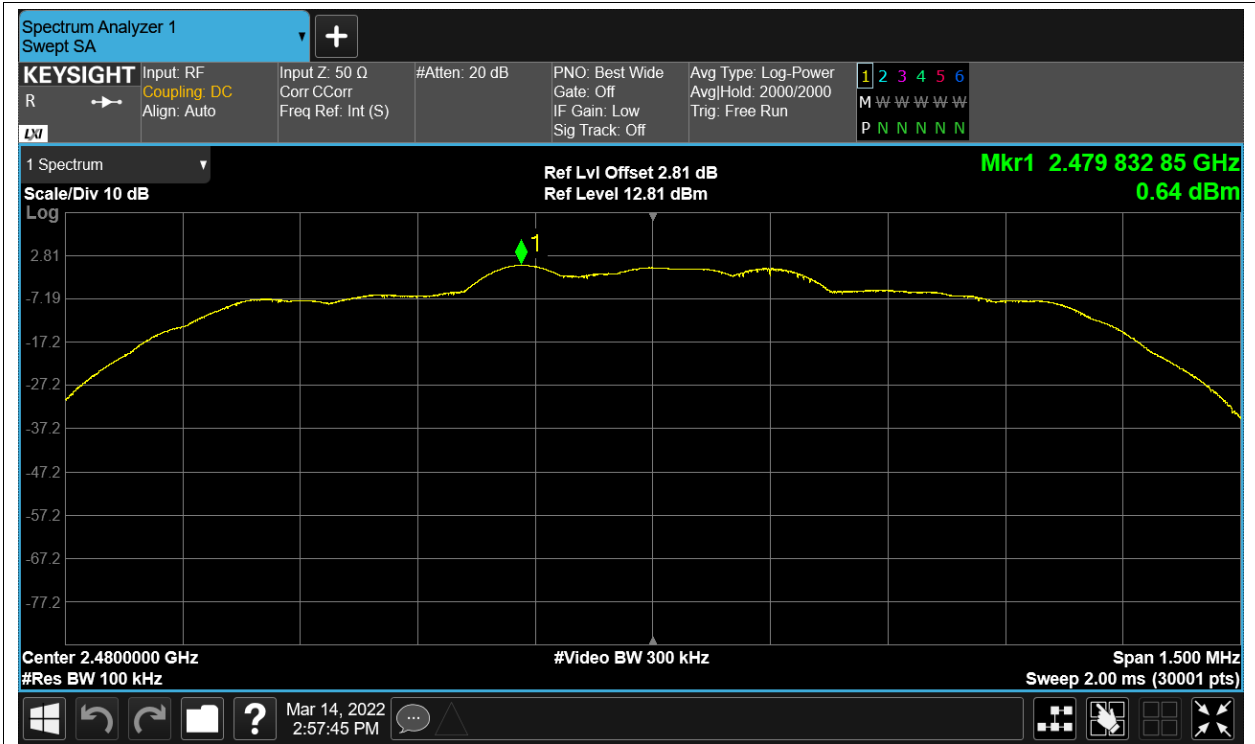 Spectrum Analyzer 1
Swept SA
KEYSIGHT
R
LXI
Input: RF
Coupling: DC
Align: Auto
Input Z: 50 Ω
Corr CCorr
Freq Ref: Int (S)
#Atten: 20 dB
PNO: Best Wide
Gate: Off
IF Gain: Low
Sig Track: Off
Avg Type: Log-Power
Avg|Hold: 2000/2000
Trig: Free Run
1 2 3 4 5 6
M W W W W W
P N N N N N
1 Spectrum
Scale/Div 10 dB
Ref Lvl Offset 2.81 dB
Ref Level 12.81 dBm
Mkr1 2.479 832 85 GHz
0.64 dBm
Log
1
2.81
-7.19
-17.2
-27.2
-37.2
-47.2
-57.2
-67.2
-77.2
Center 2.4800000 GHz
#Res BW 100 kHz
#Video BW 300 kHz
Span 1.500 MHz
Sweep 2.00 ms (30001 pts)
?
Mar 14, 2022
2:57:45 PM